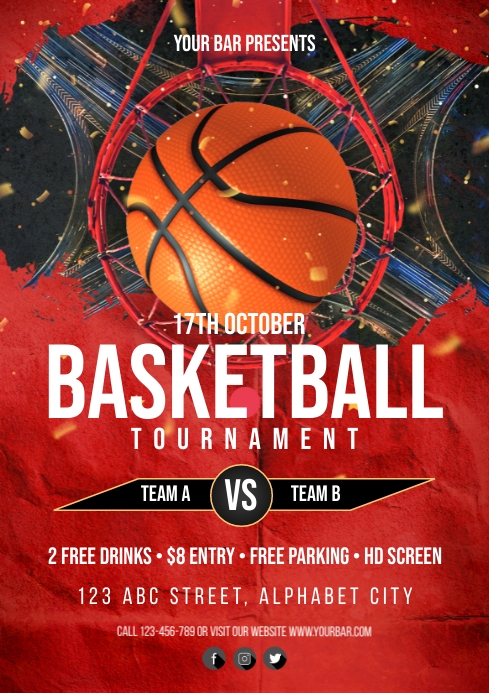 YOUR BAR PRESENTS
17TH OCTOBER
BASKETBALL
TOURNAMENT
TEAM A VS TEAM B
2 FREE DRINKS • $8 ENTRY • FREE PARKING • HD SCREEN
123 ABC STREET, ALPHABET CITY
CALL 123-456-789 OR VISIT OUR WEBSITE WWW.YOURBAR.COM